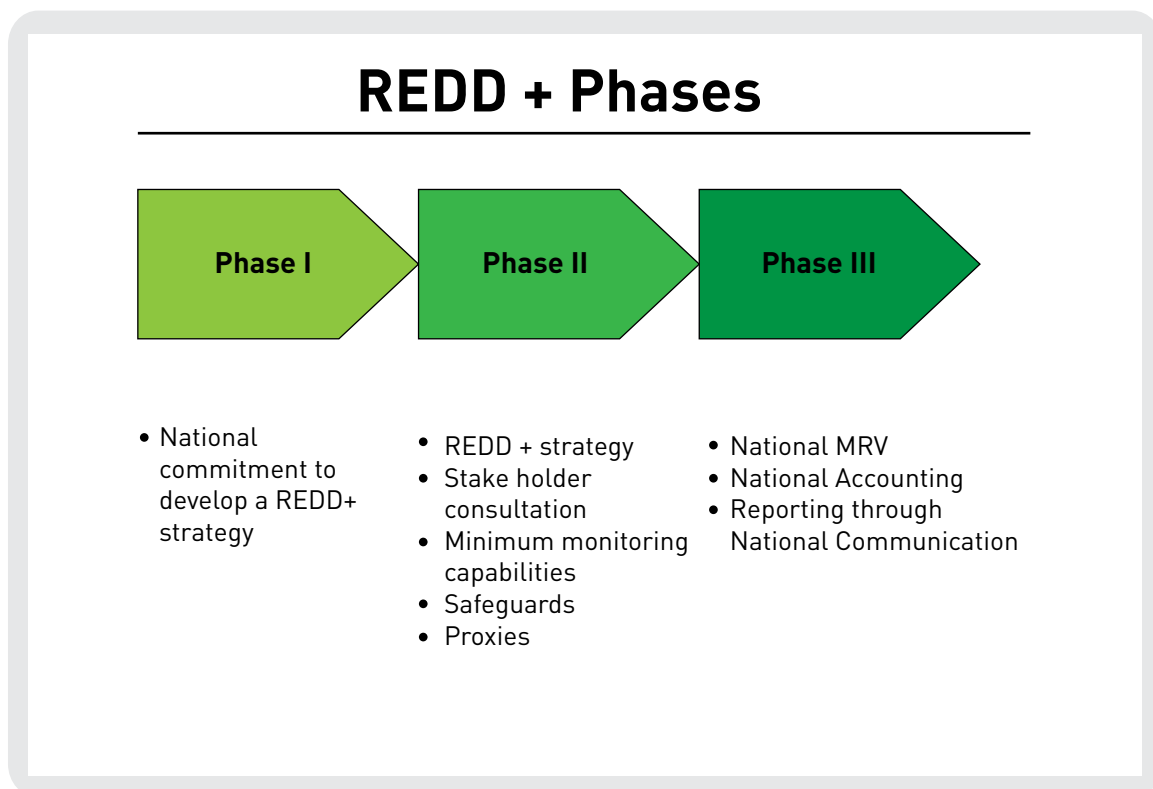 REDD + Phases
Phase I
Phase II
Phase III
• National
commitment to
develop a REDD+
strategy
• REDD + strategy
• Stake holder
consultation
• Minimum monitoring
capabilities
• Safeguards
• Proxies
• National MRV
• National Accounting
• Reporting through
National Communication